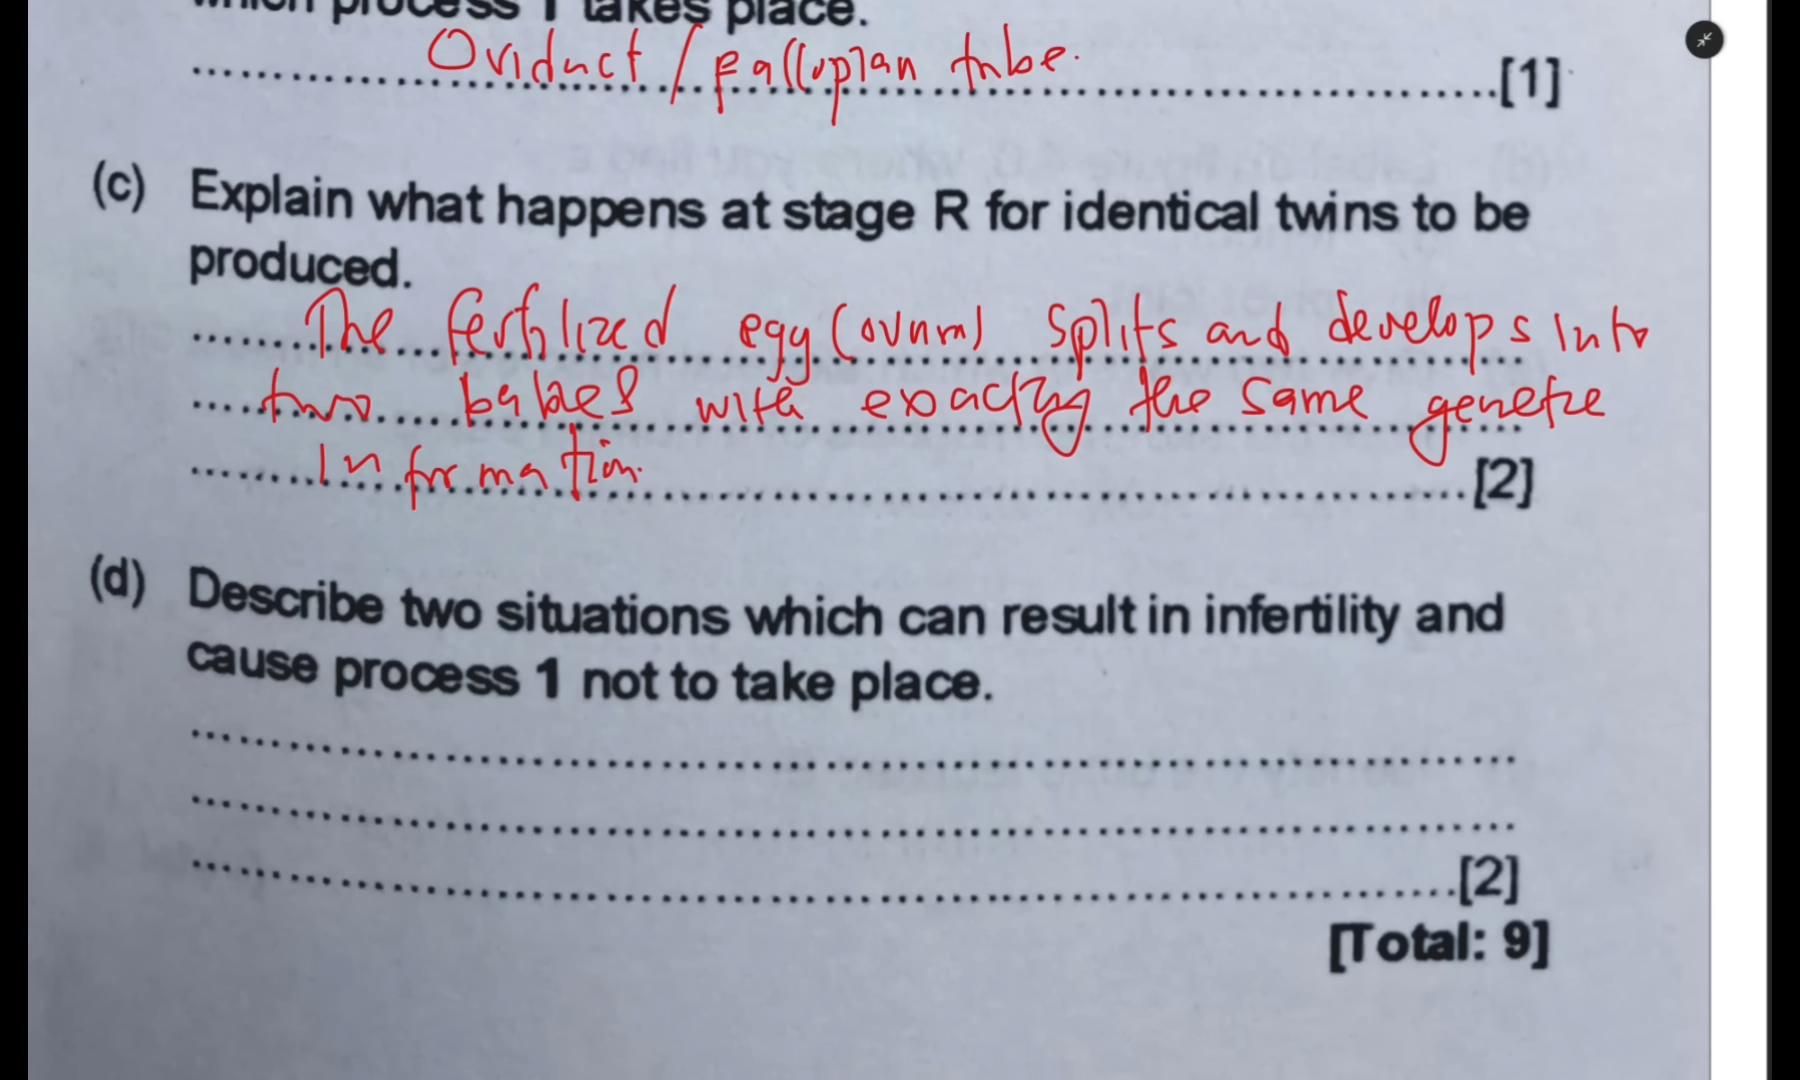 which process 1 takes place.
Oviduct / Fallopian tube. [1]
(c) Explain what happens at stage R for identical twins to be
produced.
The fertilized egg (ovum) splits and develops into
two babies with exactly the same genetic
information. [2]
(d) Describe two situations which can result in infertility and
cause process 1 not to take place.
[2]
[Total: 9]